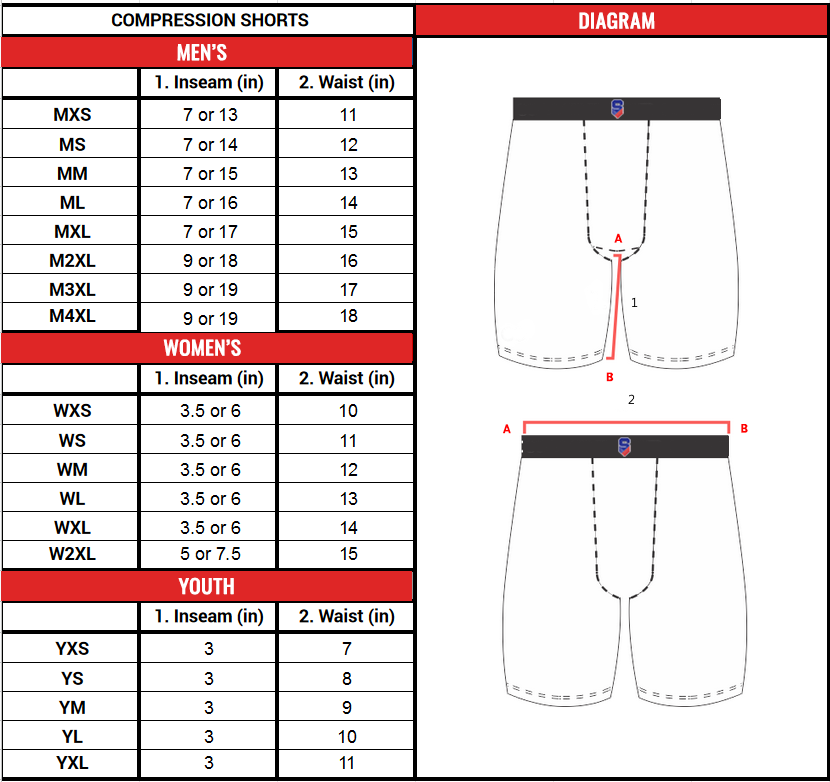 COMPRESSION SHORTS
MEN'S
1. Inseam (in) 2. Waist (in)
MXS 7 or 13 11
MS 7 or 14 12
MM 7 or 15 13
ML 7 or 16 14
MXL 7 or 17 15
M2XL 9 or 18 16
M3XL 9 or 19 17
M4XL 9 or 19 18
WOMEN'S
1. Inseam (in) 2. Waist (in)
WXS 3.5 or 6 10
WS 3.5 or 6 11
WM 3.5 or 6 12
WL 3.5 or 6 13
WXL 3.5 or 6 14
W2XL 5 or 7.5 15
YOUTH
1. Inseam (in) 2. Waist (in)
YXS 3 7
YS 3 8
YM 3 9
YL 3 10
YXL 3 11
DIAGRAM
S
A
1
B
2
A B
S